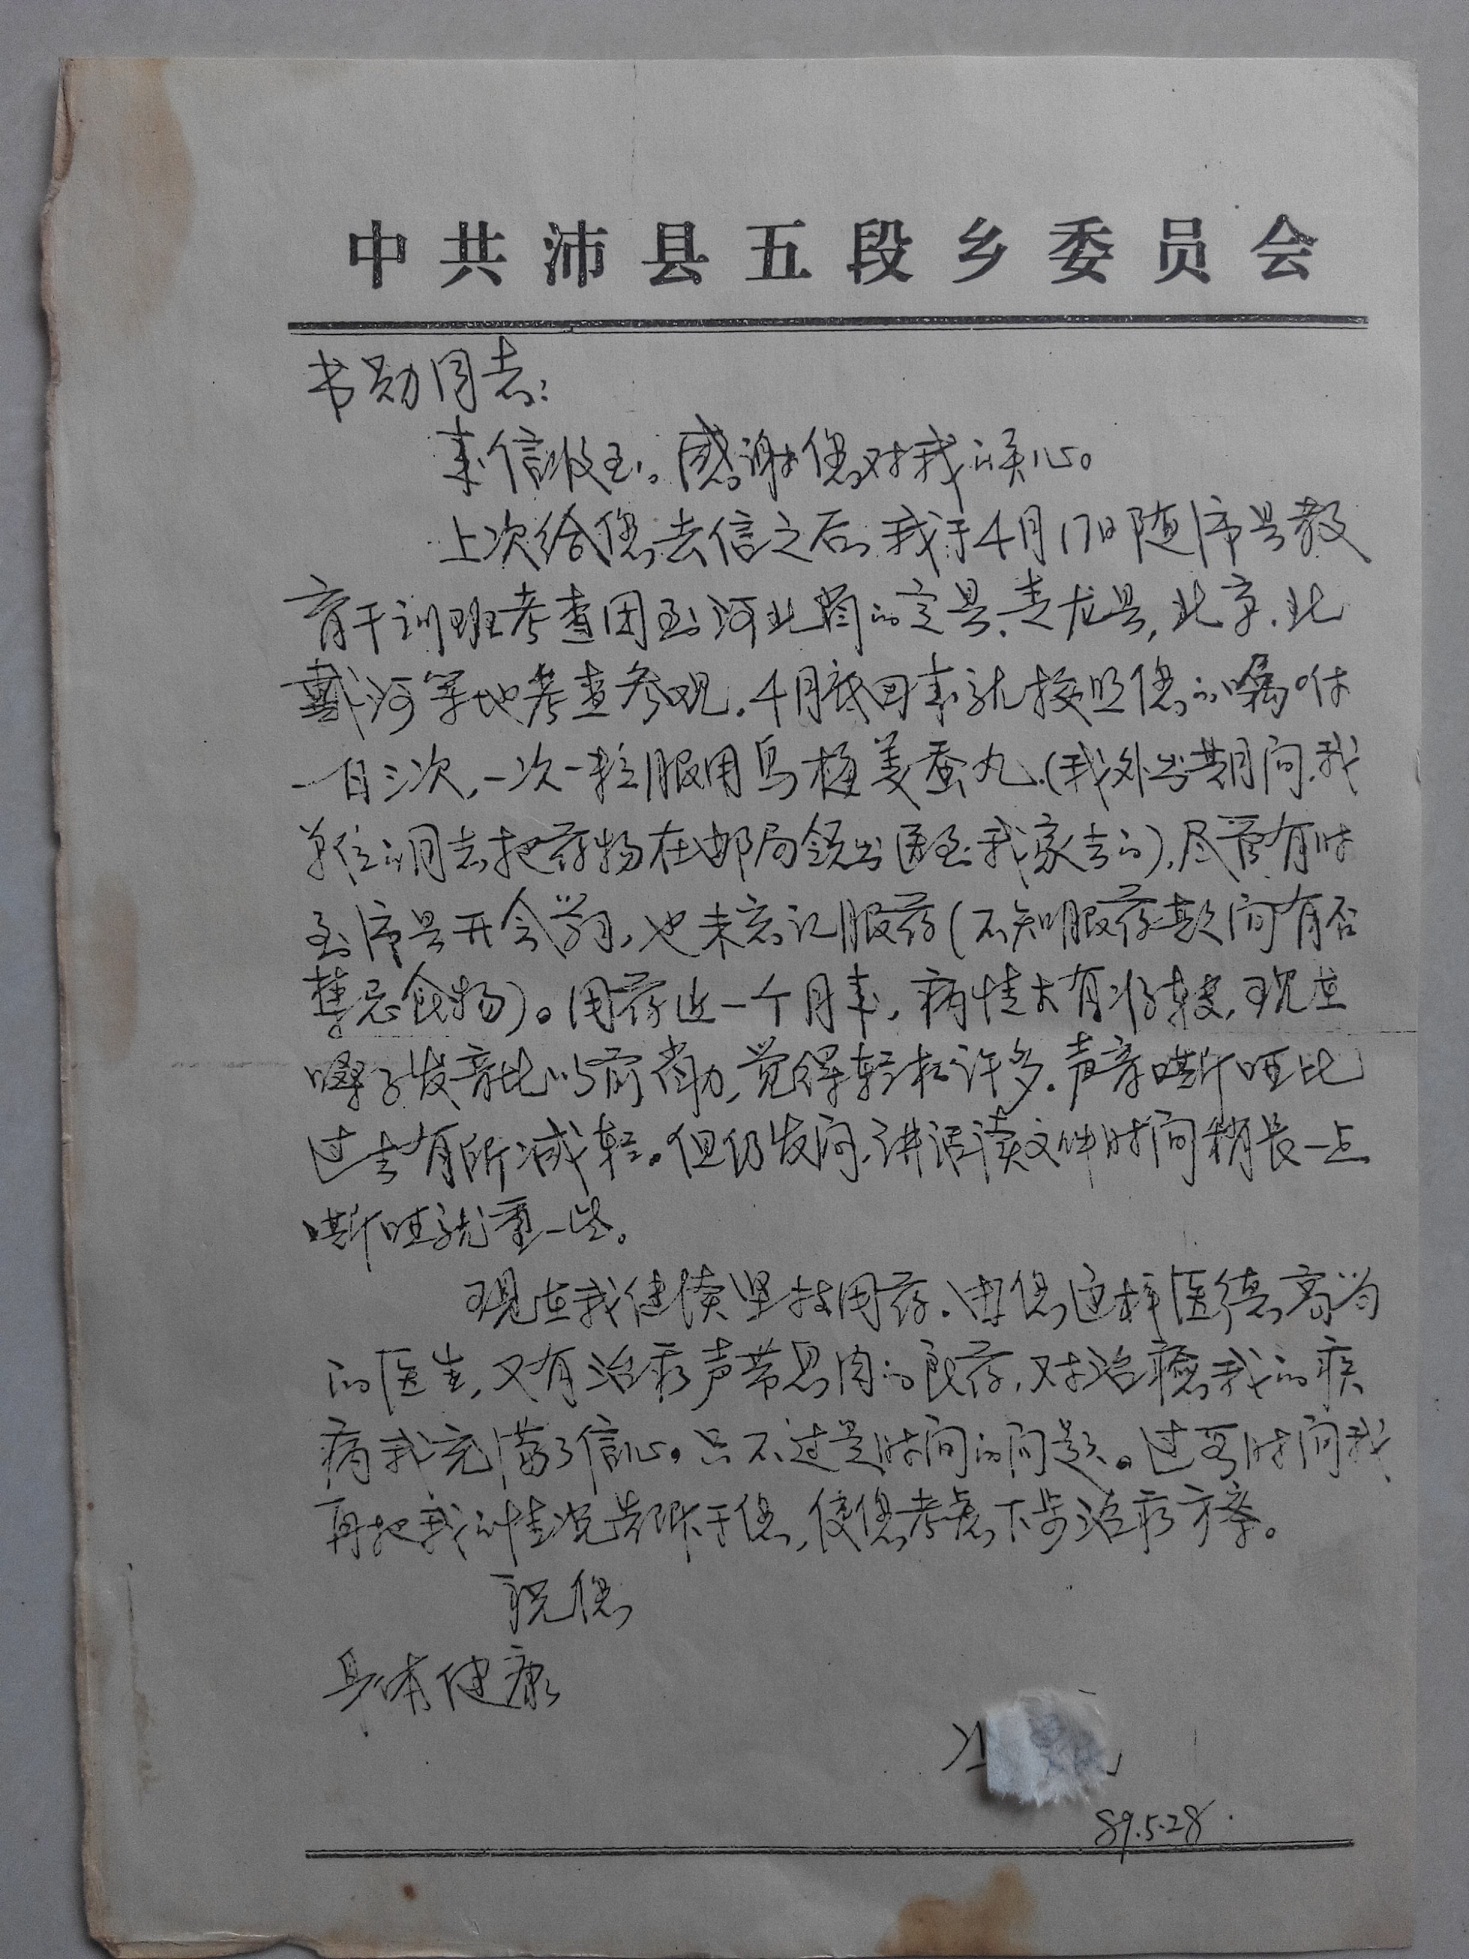 中共沛县五段乡委员会
书勋同志:
来信收到。感谢您对我的关心。
上次给您去信之后,我于4月17日随沛县教
育干训班考查团到河北省的定县、青龙县,北京、北
戴河等地考查参观。4月底回来就按照您的嘱咐
一日三次,一次一粒服用乌梅姜蚕丸(我外出期间,我
单位的同志把药物在邮局领出送到我家去的),尽管有时
到沛县开会学习,也未忘记服药(不知服药期间有否
禁忌食物)。用药近一个月来,病情大有好转,现在
嗓子发音比以前省力,觉得轻松许多。声音嘶哑比
过去有所减轻。但仍发闷,讲话读文件时间稍长一点
嘶哑就重一些。
现在我继续坚持用药。由您这样医德高尚
的医生,又有治疗声带息肉的良药,对治愈我的疾
病我充满了信心。只不过是时间的问题。过些时间我
再把我的情况告诉于您,使您考虑下步治疗方案。
祝您
身体健康
89.5.28.